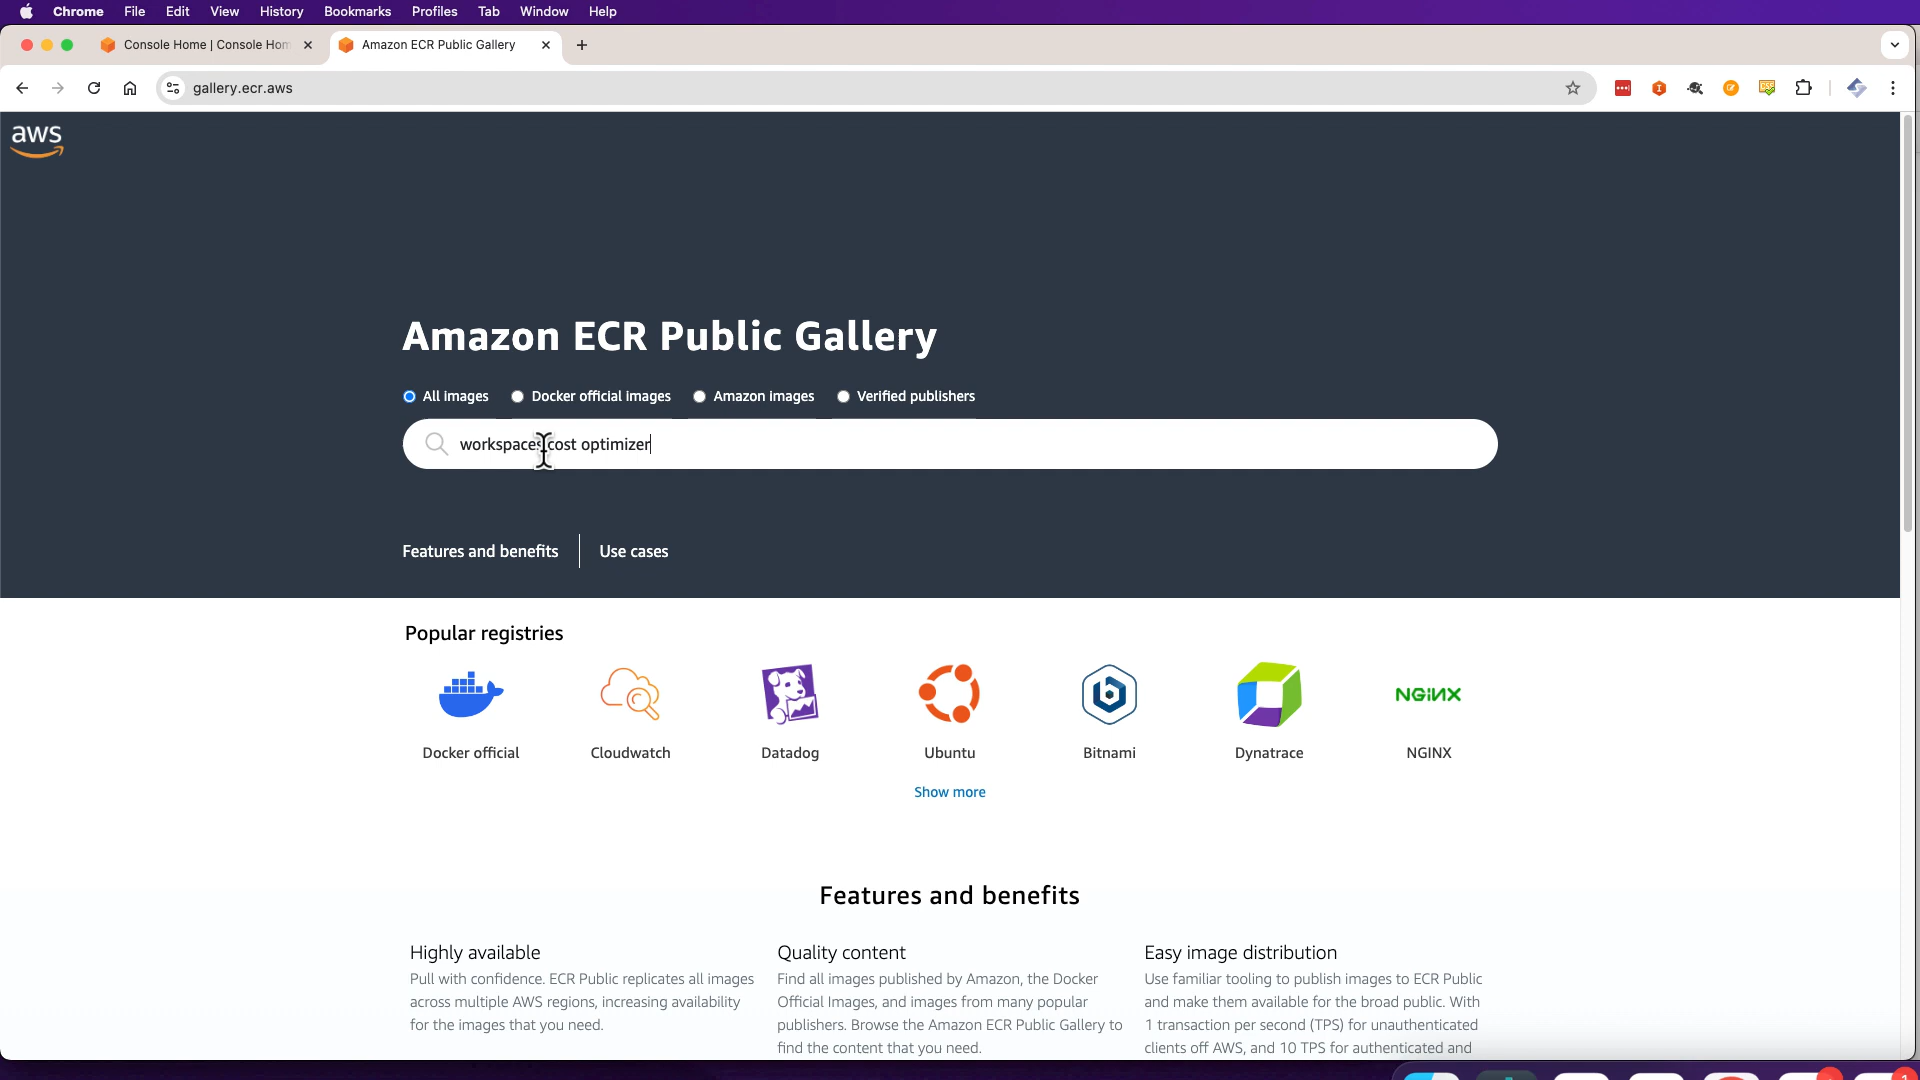 Chrome File Edit View History Bookmarks Profiles Tab Window Help
Console Home | Console Hom Amazon ECR Public Gallery
gallery.ecr.aws
aws
Amazon ECR Public Gallery
All images Docker official images Amazon images Verified publishers
workspaces cost optimizer
Features and benefits Use cases
Popular registries
NGINX
Docker official Cloudwatch Datadog Ubuntu Bitnami Dynatrace NGINX
Show more
Features and benefits
Highly available
Pull with confidence. ECR Public replicates all images
across multiple AWS regions, increasing availability
for the images that you need.
Quality content
Find all images published by Amazon, the Docker
Official Images, and images from many popular
publishers. Browse the Amazon ECR Public Gallery to
find the content that you need.
Easy image distribution
Use familiar tooling to publish images to ECR Public
and make them available for the broad public. With
1 transaction per second (TPS) for unauthenticated
clients off AWS, and 10 TPS for authenticated and